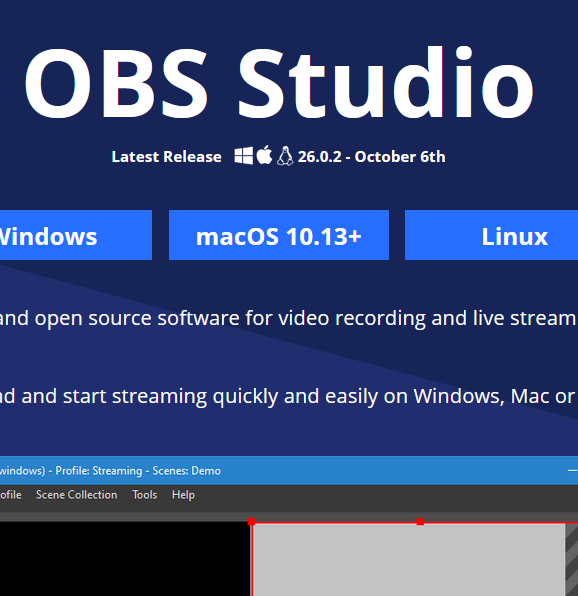 OBS Studio
Latest Release 26.0.2 - October 6th
Windows macOS 10.13+ Linux
and open source software for video recording and live stream
and start streaming quickly and easily on Windows, Mac or
windows) - Profile: Streaming - Scenes: Demo
ofile Scene Collection Tools Help